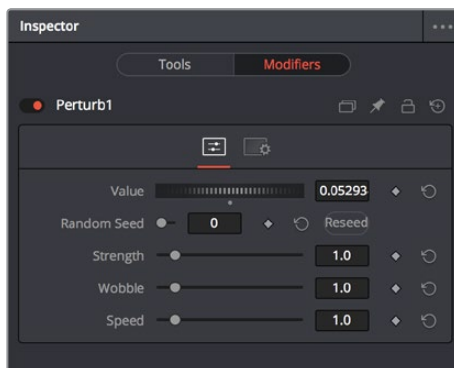 Inspector
Tools Modifiers
Perturb1
Value 0.05293
Random Seed 0 Reseed
Strength 1.0
Wobble 1.0
Speed 1.0